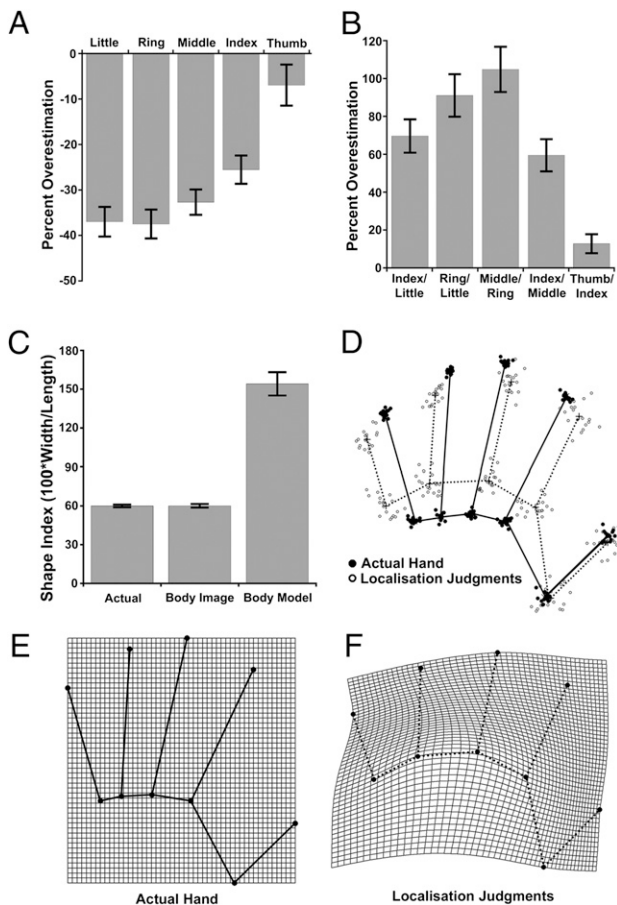 A
Little Ring Middle Index Thumb
0
-10
-20
-30
-40
-50
Percent Overestimation
B
120
100
80
60
40
20
0
Percent Overestimation
Index/ Ring/ Middle/ Index/ Thumb/
Little Little Ring Middle Index
C
180
150
120
90
60
30
0
Shape Index (100*Width/Length)
Actual Body Image Body Model
D
Actual Hand
Localisation Judgments
E
Actual Hand
F
Localisation Judgments